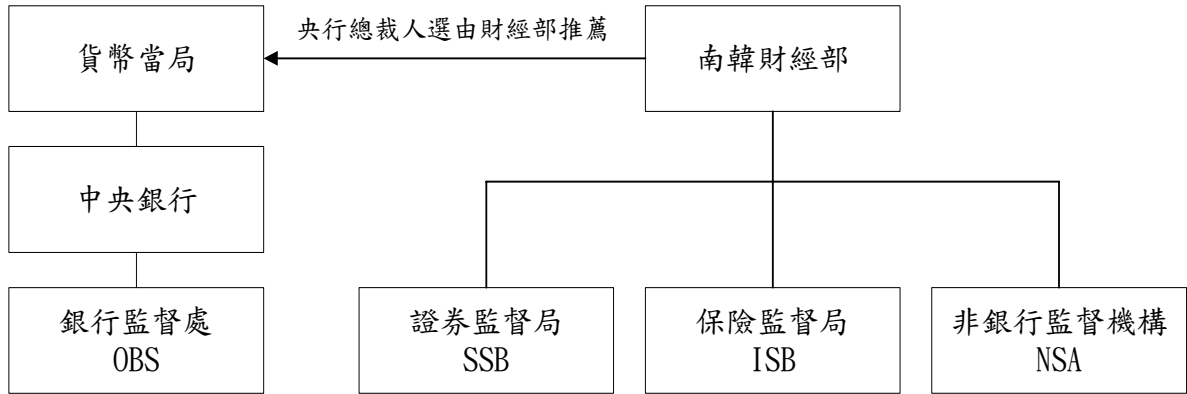 央行總裁人選由財經部推薦
貨幣當局
南韓財經部
中央銀行
銀行監督處
OBS
證券監督局
SSB
保險監督局
ISB
非銀行監督機構
NSA